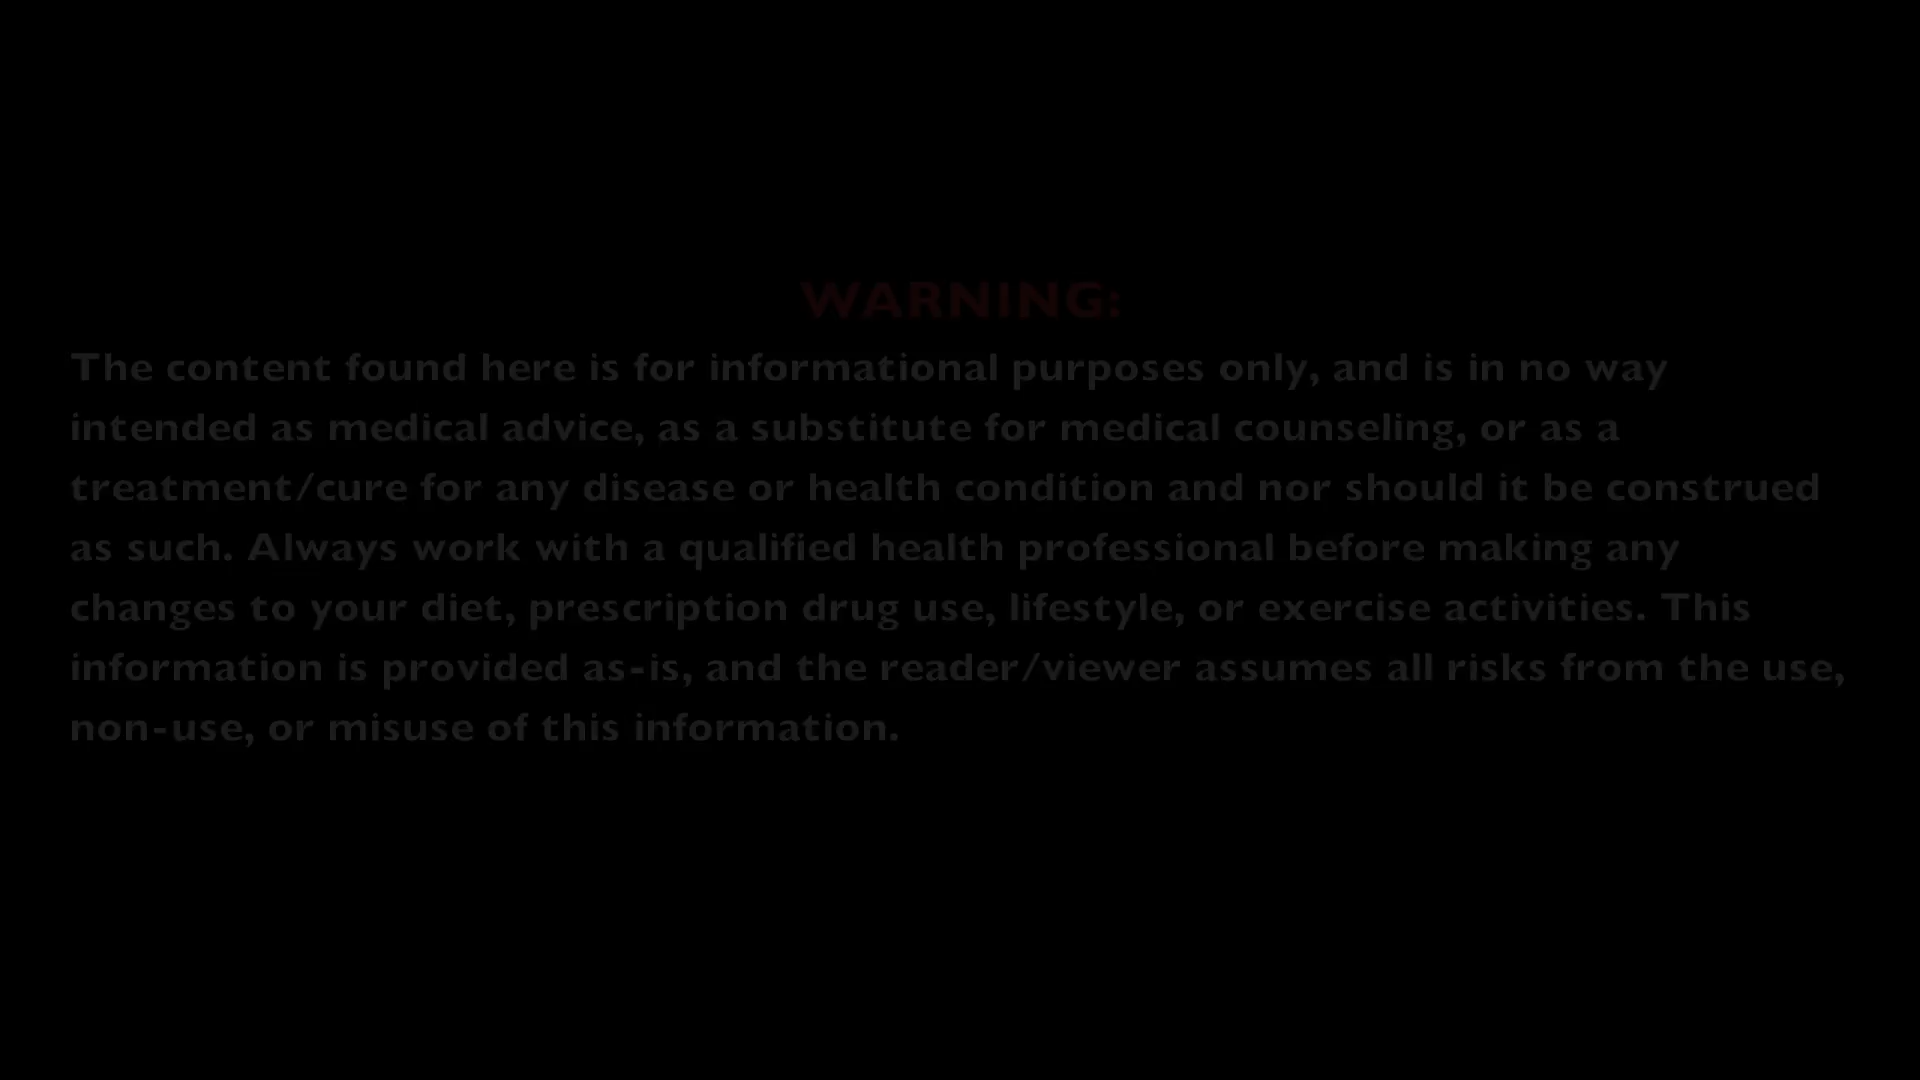 WARNING:
The content found here is for informational purposes only, and is in no way
intended as medical advice, as a substitute for medical counseling, or as a
treatment/cure for any disease or health condition and nor should it be construed
as such. Always work with a qualified health professional before making any
changes to your diet, prescription drug use, lifestyle, or exercise activities. This
information is provided as-is, and the reader/viewer assumes all risks from the use,
non-use, or misuse of this information.